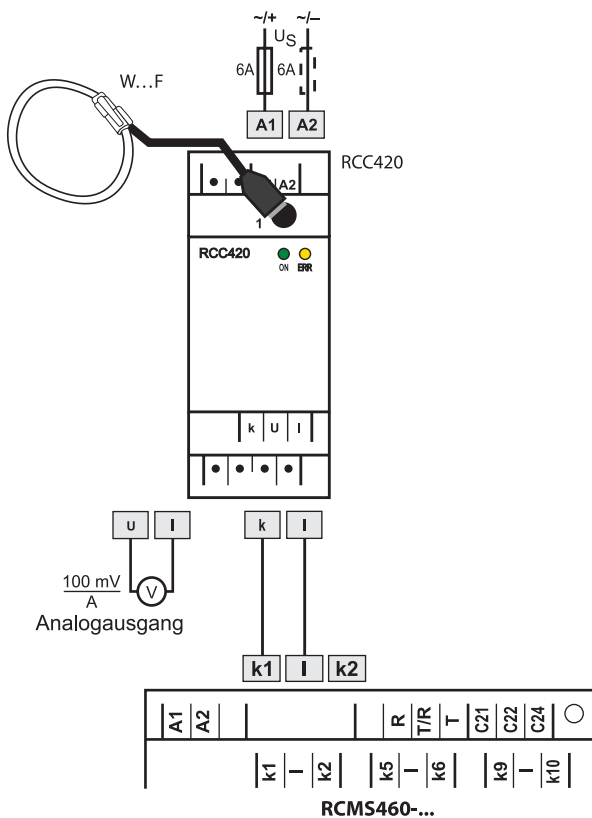 ~/+ ~/–
US
6A 6A
W...F
A1 A2
RCC420
A2
1
RCC420
ON ERR
k U I
U I k I
100 mV
A
V
Analogausgang
k1 I k2
A1 A2 R T/R T C21 C22 C24
k1 I k2 k5 I k6 k9 I k10
RCMS460-...